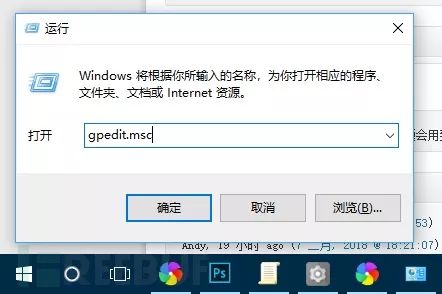 运行
Windows 将根据你所输入的名称，为你打开相应的程序、
文件夹、文档或 Internet 资源。
打开
gpedit.msc
确定
取消
浏览(B)...
会用到
53)
Andy, 19 小时 ago (7 二月, 2018 @ 18:21:07)
Ps
FREEBUF